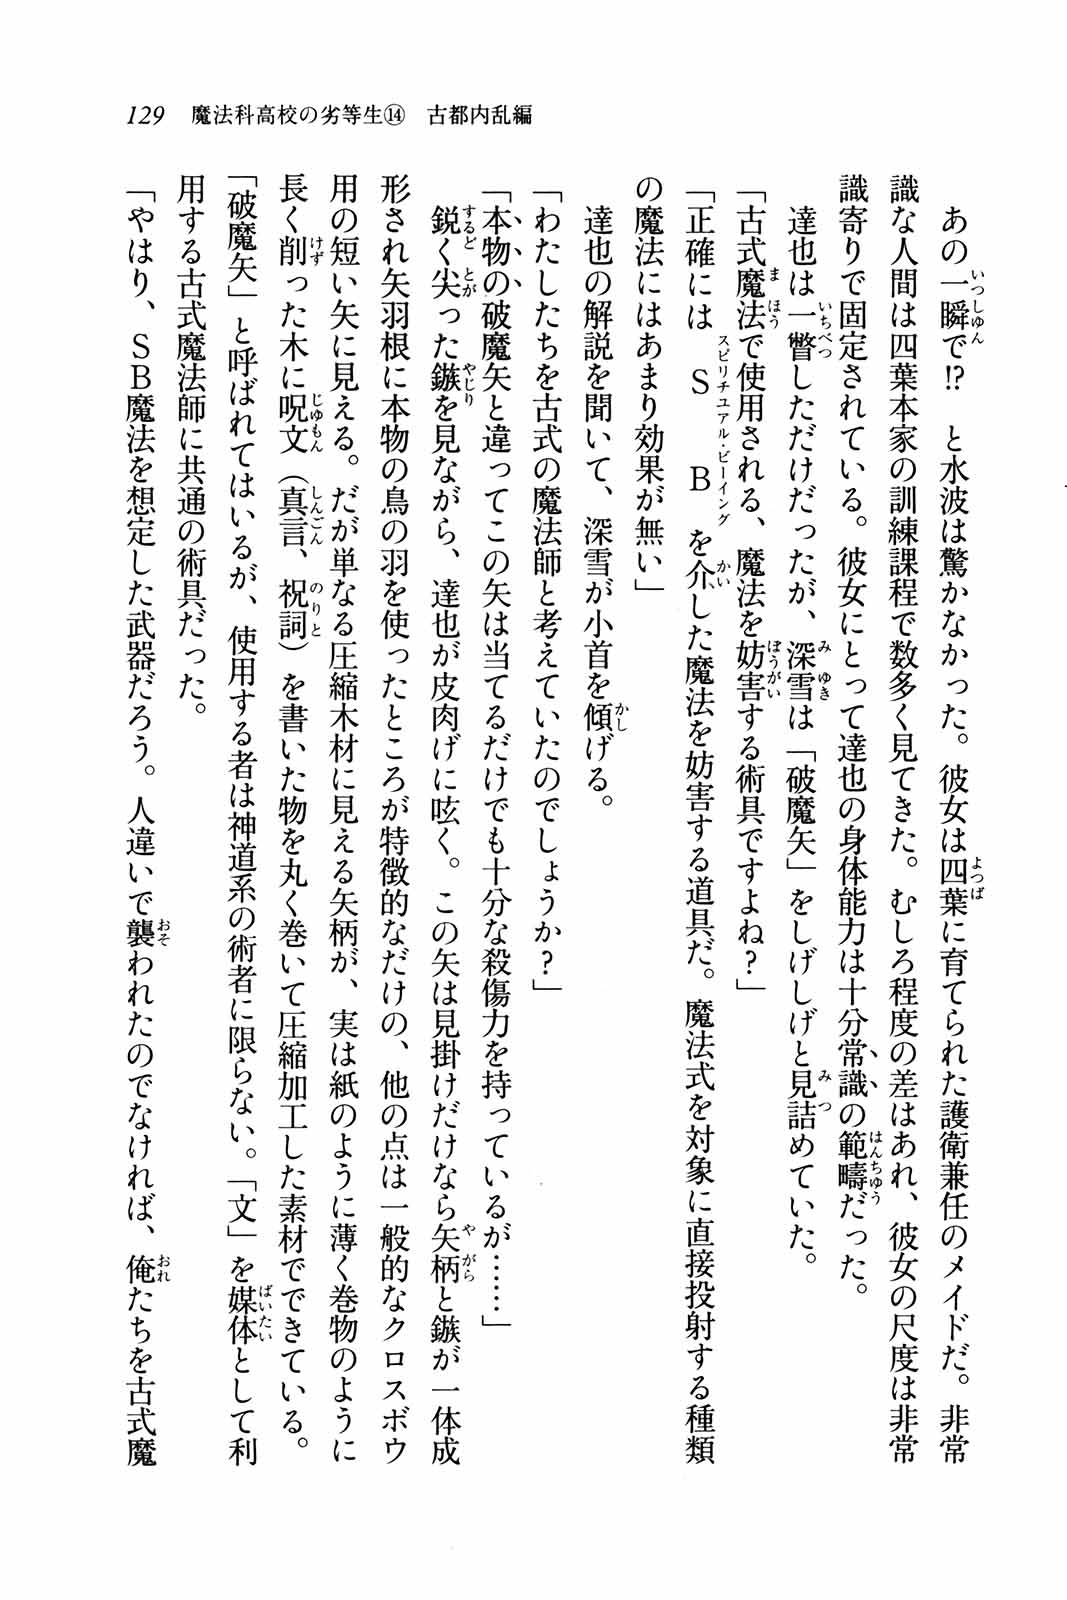 129 魔法科高校の劣等生⑭ 古都内乱編
　あの一瞬で!?　と水波は驚かなかった。彼女は四葉に育てられた護衛兼任のメイドだ。非常
識な人間は四葉本家の訓練課程で数多く見てきた。むしろ程度の差はあれ、彼女の尺度は非常
識寄りで固定されている。彼女にとって達也の身体能力は十分常識の範疇だった。
　達也は一瞥しただけだったが、深雪は「破魔矢」をしげしげと見詰めていた。
「古式魔法で使用される、魔法を妨害する術具ですよね？」
「正確にはＳＢを介した魔法を妨害する道具だ。魔法式を対象に直接投射する種類
の魔法にはあまり効果が無い」
　達也の解説を聞いて、深雪が小首を傾げる。
「わたしたちを古式の魔法師と考えていたのでしょうか？」
「本物の破魔矢と違ってこの矢は当てるだけでも十分な殺傷力を持っているが……」
　鋭く尖った鏃を見ながら、達也が皮肉げに呟く。この矢は見掛けだけなら矢柄と鏃が一体成
形され矢羽根に本物の鳥の羽を使ったところが特徴的なだけの、他の点は一般的なクロスボウ
用の短い矢に見える。だが単なる圧縮木材に見える矢柄が、実は紙のように薄く巻物のように
長く削った木に呪文（真言、祝詞）を書いた物を丸く巻いて圧縮加工した素材でできている。
「破魔矢」と呼ばれてはいるが、使用する者は神道系の術者に限らない。「文」を媒体として利
用する古式魔法師に共通の術具だった。
「やはり、ＳＢ魔法を想定した武器だろう。人違いで襲われたのでなければ、俺たちを古式魔